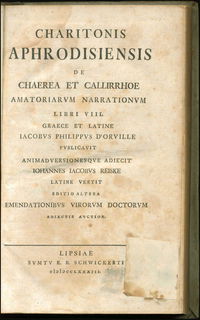 CHARITONIS
APHRODISIENSIS
DE
CHAEREA ET CALLIRRHOE
AMATORIARVM NARRATIONVM
LIBRI VIII.
GRAECE ET LATINE
IACOBVS PHILIPPVS D'ORVILLE
PVBLICAVIT
ANIMADVERSIONESQVE ADIECIT
IOHANNES IACOBVS REISKE
LATINE VERTIT
EDITIO ALTERA
EMENDATIONIBVS VIRORVM DOCTORVM
AVCTIOR.
LIPSIAE
SVMTV E. B. SCHWICKERTI